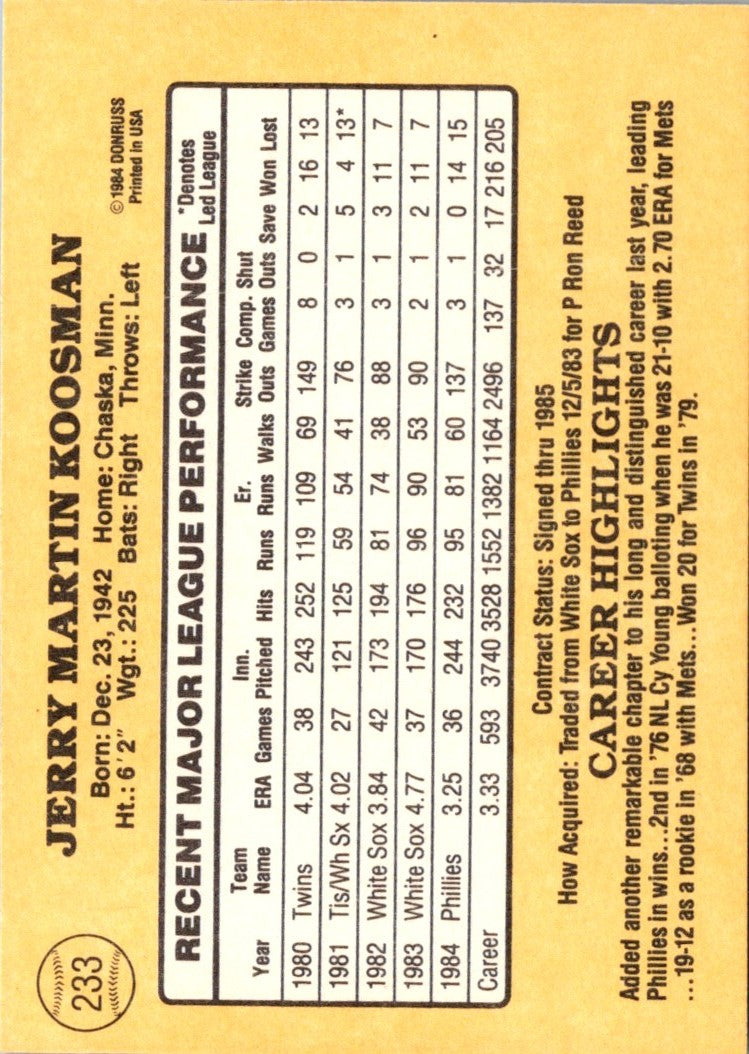 233
JERRY MARTIN KOOSMAN
Born: Dec. 23, 1942 Home: Chaska, Minn.
Ht.: 6'2" Wgt.: 225 Bats: Right Throws: Left
©1984 DONRUSS
Printed in USA
RECENT MAJOR LEAGUE PERFORMANCE
*Denotes
Led League
Year Team Name ERA Games Inn. Pitched Hits Runs Er. Runs Walks Strike Outs Comp. Games Shut Outs Save Won Lost
1980 Twins 4.04 38 243 252 119 109 69 149 8 0 2 16 13
1981 Tis/Wh Sx 4.02 27 121 125 59 54 41 76 3 1 5 4 13*
1982 White Sox 3.84 42 173 194 81 74 38 88 3 1 3 11 7
1983 White Sox 4.77 37 170 176 96 90 53 90 2 1 2 11 7
1984 Phillies 3.25 36 244 232 95 81 60 137 3 1 0 14 15
Career 3.33 593 3740 3528 1552 1382 1164 2496 137 32 17 216 205
Contract Status: Signed thru 1985
How Acquired: Traded from White Sox to Phillies 12/5/83 for P Ron Reed
CAREER HIGHLIGHTS
Added another remarkable chapter to his long and distinguished career last year, leading
Phillies in wins...2nd in '76 NL Cy Young balloting when he was 21-10 with 2.70 ERA for Mets
...19-12 as a rookie in '68 with Mets...Won 20 for Twins in '79.